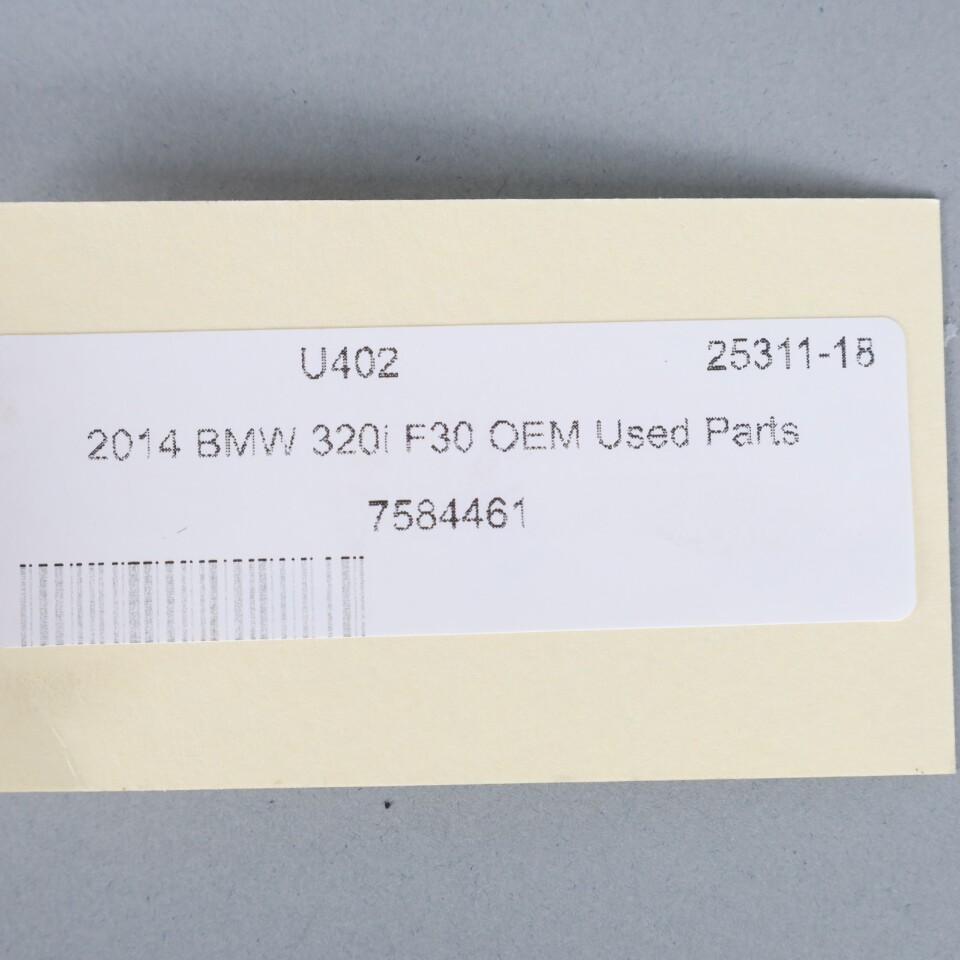 U402 25311-18
2014 BMW 320i F30 OEM Used Parts
7584461